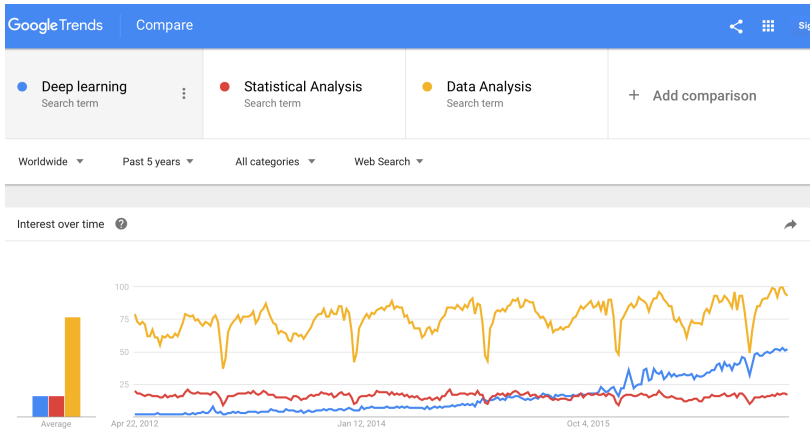 Google Trends Compare
Deep learning
Search term
Statistical Analysis
Search term
Data Analysis
Search term
+ Add comparison
Worldwide Past 5 years All categories Web Search
Interest over time ?
100
75
50
25
Average Apr 22, 2012 Jan 12, 2014 Oct 4, 2015